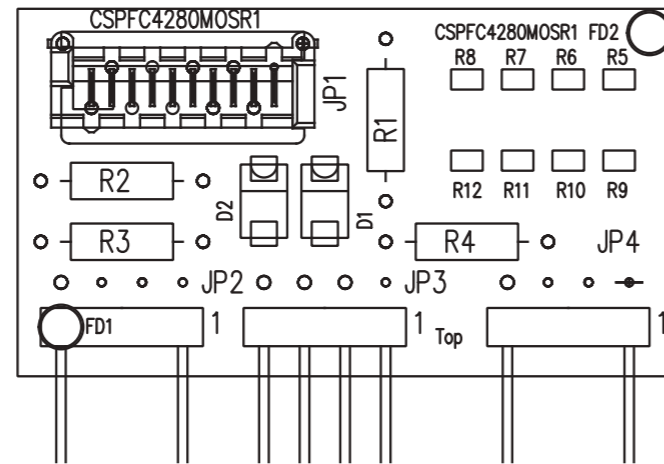 CSPFC4280MOSR1
CSPFC4280MOSR1 FD2
R8 R7 R6 R5
JP1
R1
R2
D2
D1
R12 R11 R10 R9
R3
R4
JP4
JP2
JP3
FD1
1
1
Top
1